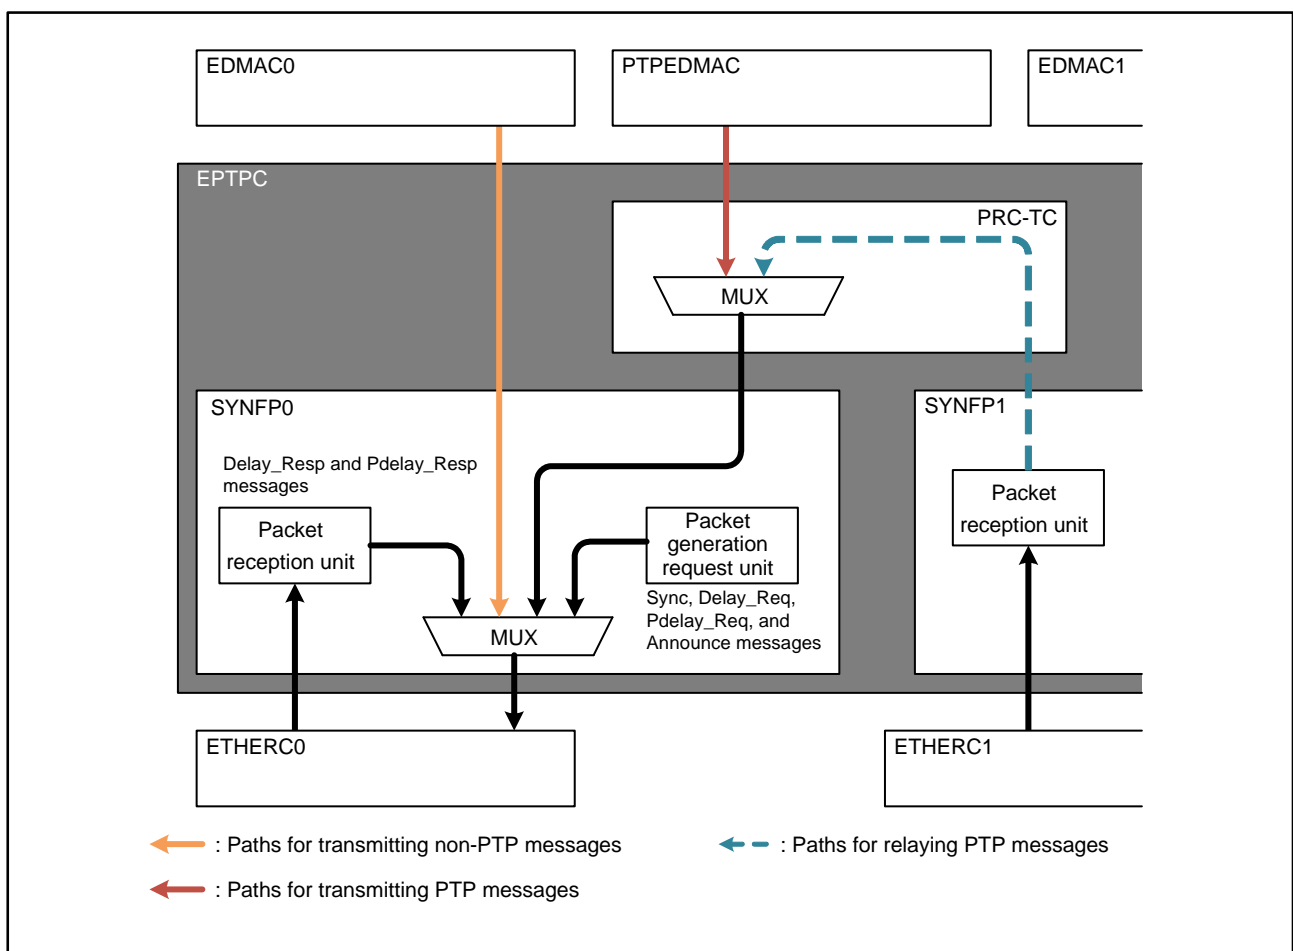 EDMAC0
PTPEDMAC
EDMAC1
EPTPC
PRC-TC
MUX
SYNFP0
SYNFP1
Delay_Resp and Pdelay_Resp
messages
Packet
reception unit
Packet
generation
request unit
Packet
reception unit
Sync, Delay_Req,
Pdelay_Req, and
Announce messages
MUX
ETHERC0
ETHERC1
: Paths for transmitting non-PTP messages
: Paths for relaying PTP messages
: Paths for transmitting PTP messages